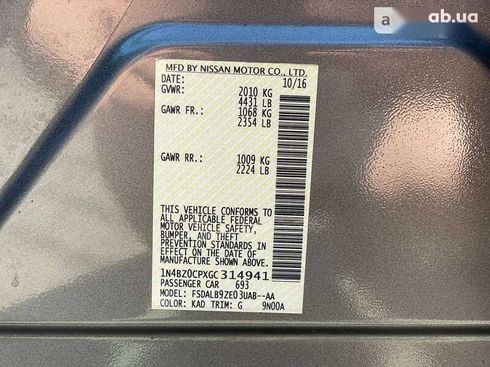 a ab.ua
MFD BY NISSAN MOTOR CO., LTD.
DATE: 10/16
GVWR: 2010 KG
4431 LB
GAWR FR.: 1068 KG
2354 LB
GAWR RR.: 1009 KG
2224 LB
THIS VEHICLE CONFORMS TO
ALL APPLICABLE FEDERAL
MOTOR VEHICLE SAFETY,
BUMPER, AND THEFT
PREVENTION STANDARDS IN
EFFECT ON THE DATE OF
MANUFACTURE SHOWN ABOVE.
1N4BZ0CPXGC314941
PASSENGER CAR 693
MODEL: FSDALB9ZE03UAB--AA
COLOR: KAD TRIM: G 9N00A